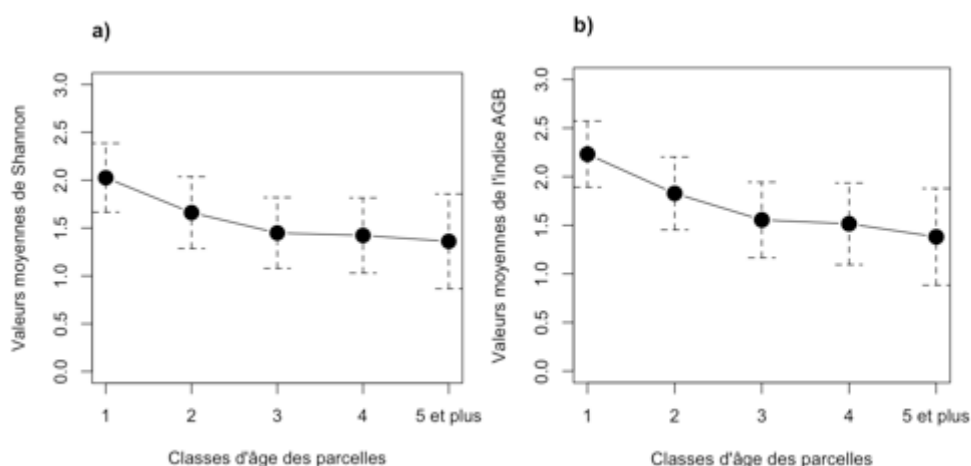 a)
Valeurs moyennes de Shannon
3.0
2.5
2.0
1.5
1.0
0.5
0.0
1 2 3 4 5 et plus
Classes d'âge des parcelles
b)
Valeurs moyennes de l'indice AGB
3.0
2.5
2.0
1.5
1.0
0.5
0.0
1 2 3 4 5 et plus
Classes d'âge des parcelles